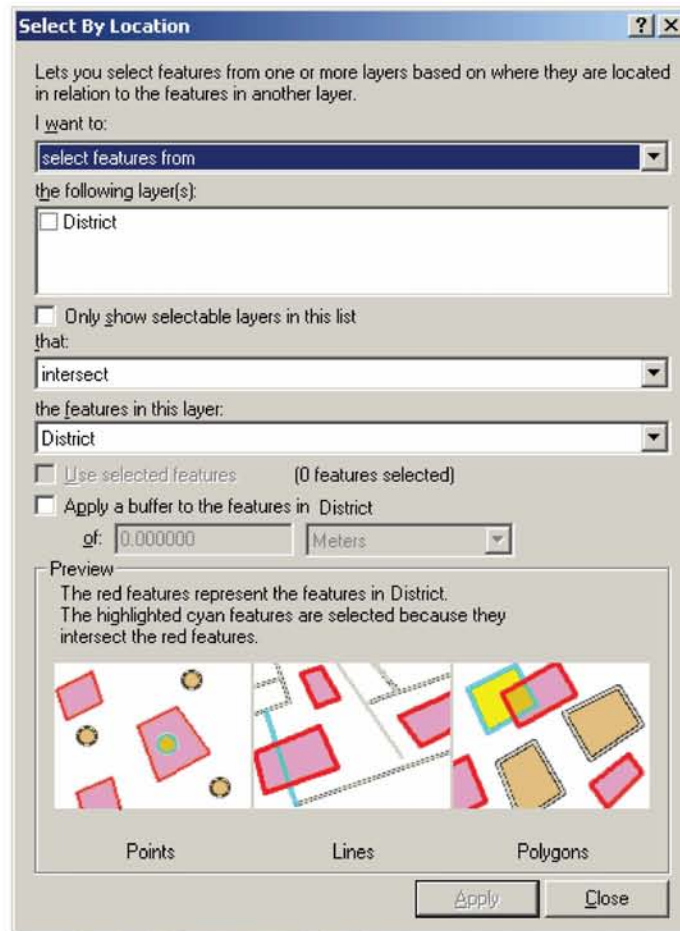 Select By Location
Lets you select features from one or more layers based on where they are located
in relation to the features in another layer.
I want to:
select features from
the following layer(s):
District
Only show selectable layers in this list
that:
intersect
the features in this layer:
District
Use selected features (0 features selected)
Apply a buffer to the features in District
of: 0.000000 Meters
Preview
The red features represent the features in District.
The highlighted cyan features are selected because they
intersect the red features.
Points Lines Polygons
Apply Close